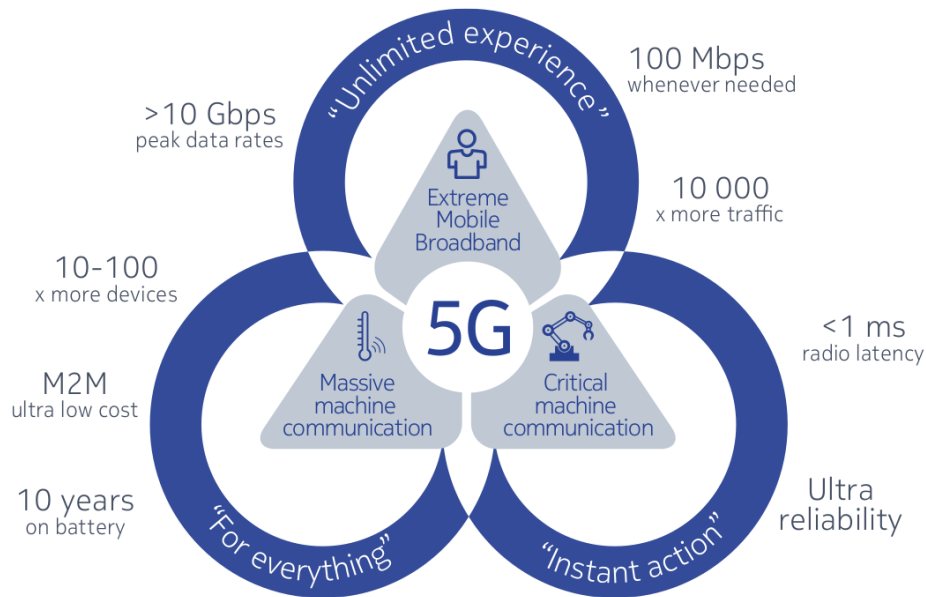 “Unlimited experience”
100 Mbps
whenever needed
>10 Gbps
peak data rates
10 000
x more traffic
Extreme
Mobile
Broadband
10-100
x more devices
5G
<1 ms
radio latency
M2M
ultra low cost
Massive
machine
communication
Critical
machine
communication
10 years
on battery
Ultra
reliability
“For everything”
“Instant action”